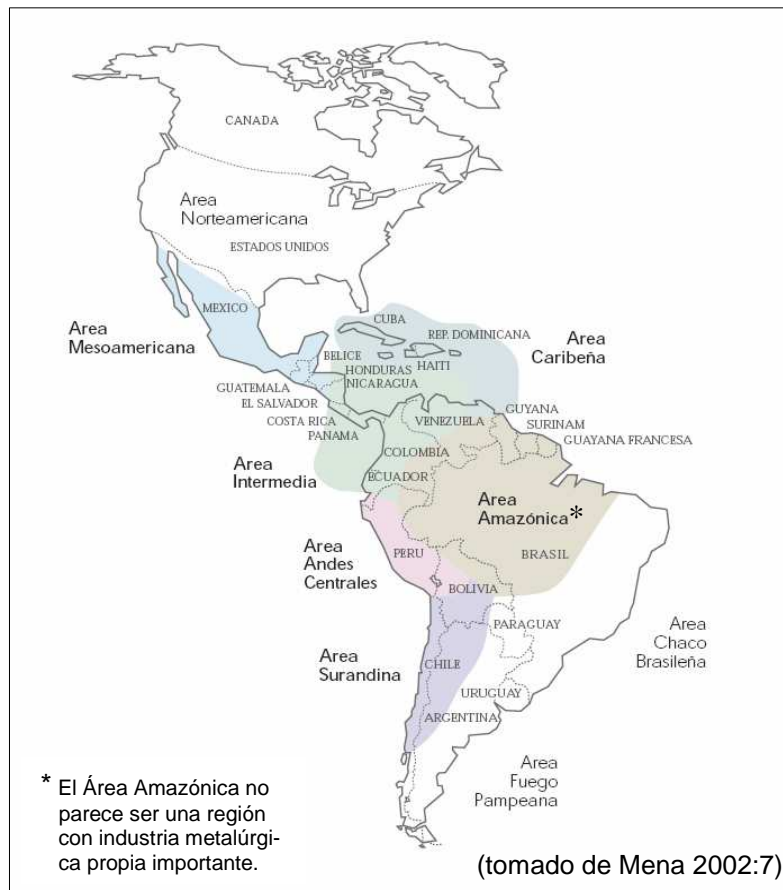 CANADA
Area
Norteamericana
ESTADOS UNIDOS
MEXICO
Area
Mesoamericana
CUBA
REP. DOMINICANA
Area
Caribeña
BELICE
HONDURAS
HAITI
NICARAGUA
GUATEMALA
EL SALVADOR
COSTA RICA
PANAMA
VENEZUELA
GUYANA
SURINAM
GUAYANA FRANCESA
COLOMBIA
Area
Intermedia
ECUADOR
Area
Amazónica*
PERU
BRASIL
Area
Andes
Centrales
BOLIVIA
PARAGUAY
Area
Chaco
Brasileña
Area
Surandina
CHILE
URUGUAY
ARGENTINA
Area
Fuego
Pampeana
* El Área Amazónica no
parece ser una región
con industria metalúrgi-
ca propia importante.
(tomado de Mena 2002:7)